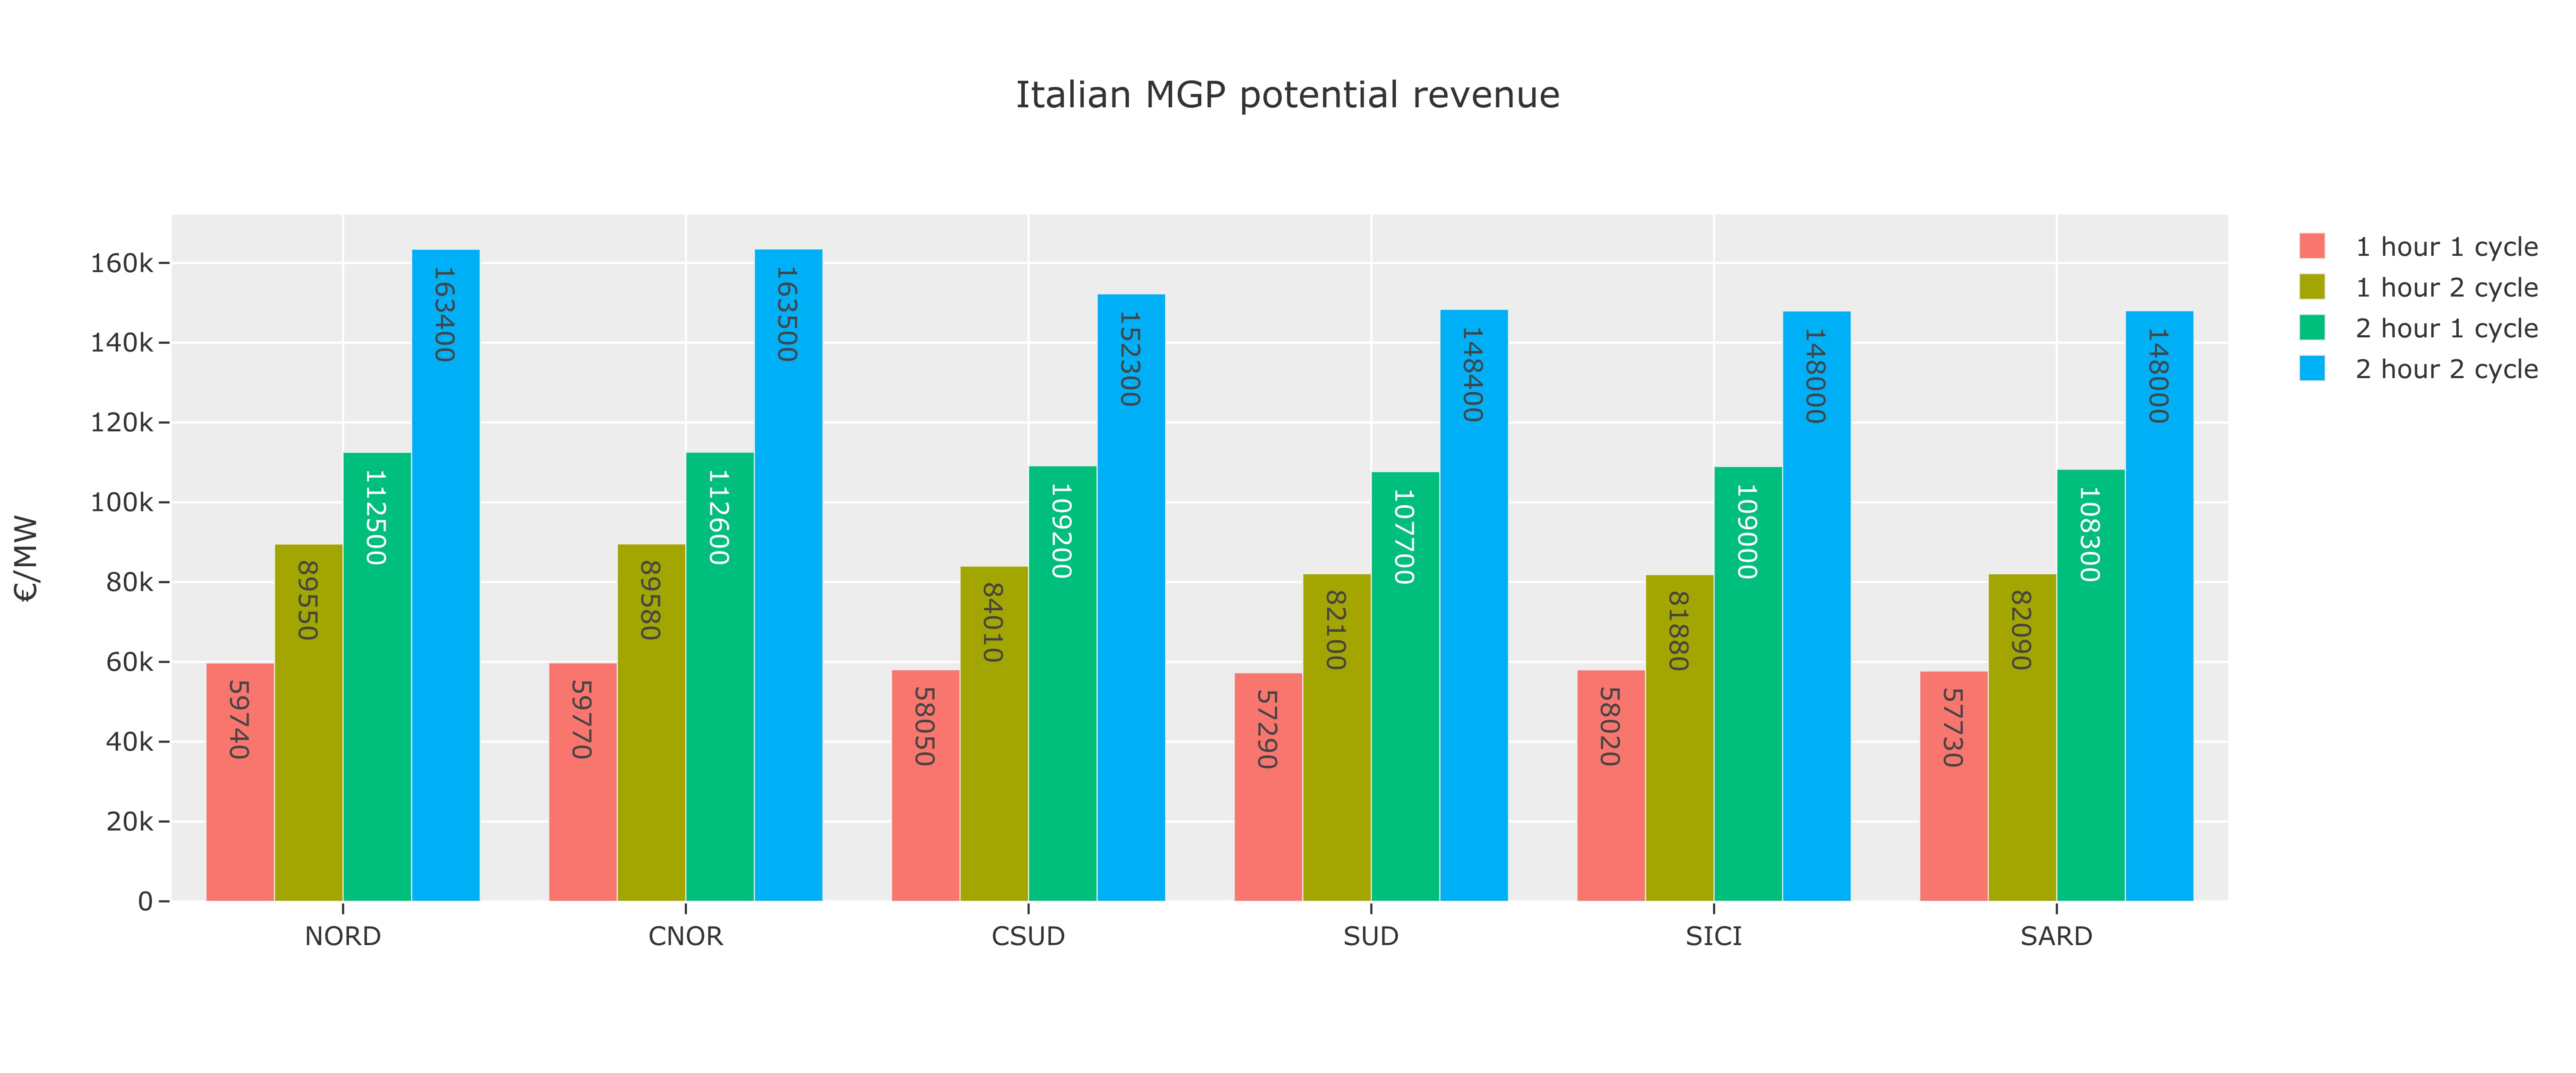 Italian MGP potential revenue
€/MW
160k
140k
120k
100k
80k
60k
40k
20k
0
59740
89550
112500
163400
59770
89580
112600
163500
58050
84010
109200
152300
57290
82100
107700
148400
58020
81880
109000
148000
57730
82090
108300
148000
NORD
CNOR
CSUD
SUD
SICI
SARD
1 hour 1 cycle
1 hour 2 cycle
2 hour 1 cycle
2 hour 2 cycle